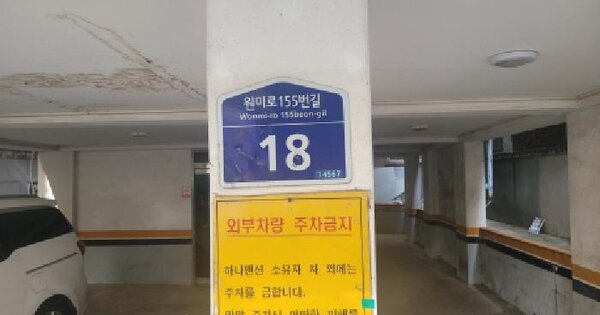 원미로155번길
Wonmi-ro 155beon-gil
18
14567
외부차량 주차금지
하나맨션 소유자 차 외에는
주차를 금합니다.